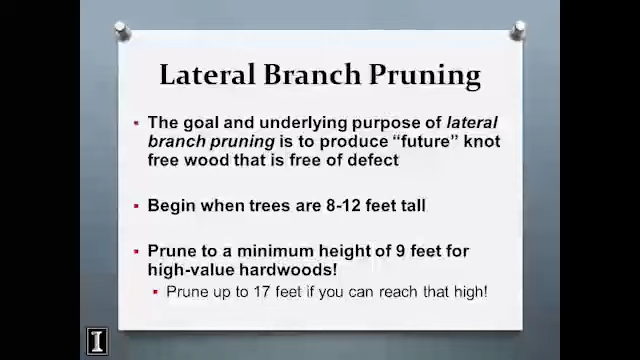 Lateral Branch Pruning
▪ The goal and underlying purpose of lateral
branch pruning is to produce “future” knot
free wood that is free of defect
▪ Begin when trees are 8-12 feet tall
▪ Prune to a minimum height of 9 feet for
high-value hardwoods!
▪ Prune up to 17 feet if you can reach that high!
I